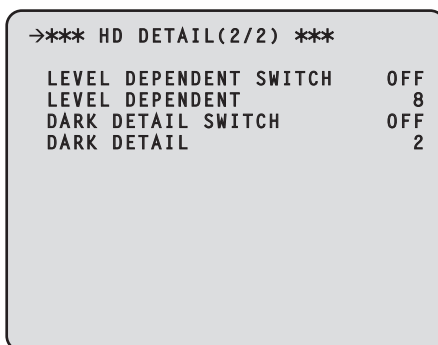 →*** HD DETAIL(2/2) ***
LEVEL DEPENDENT SWITCH OFF
LEVEL DEPENDENT 8
DARK DETAIL SWITCH OFF
DARK DETAIL 2